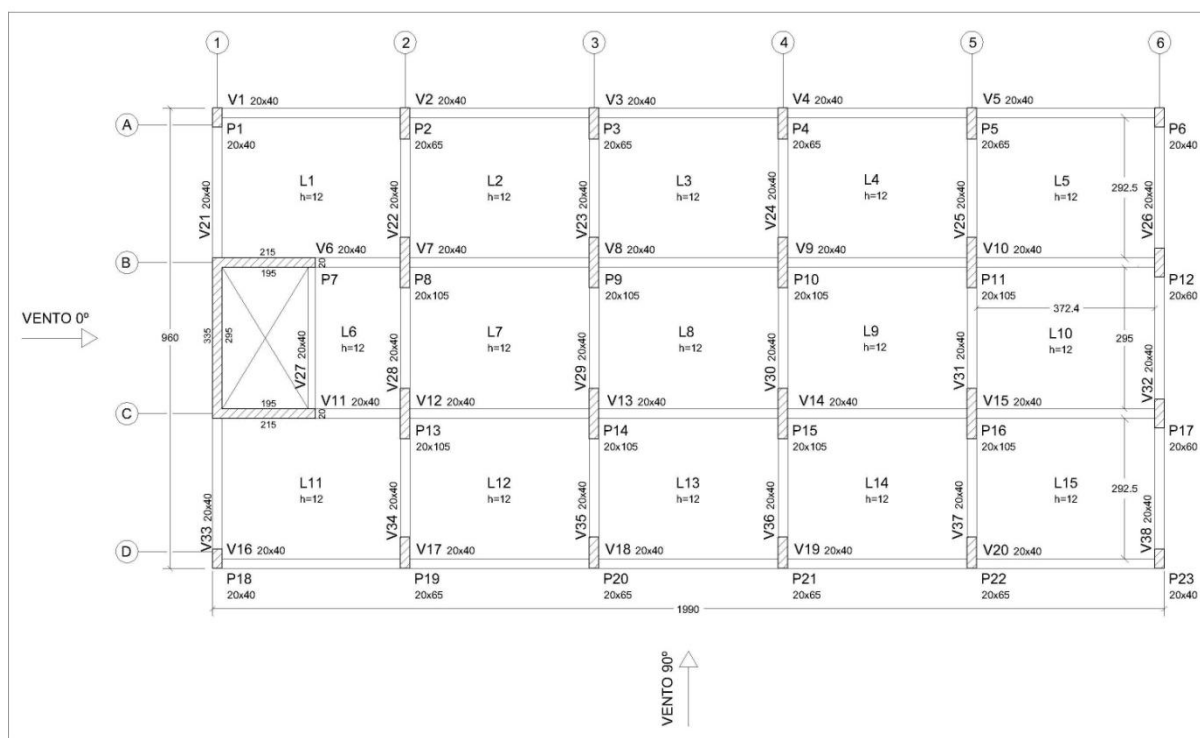 1 2 3 4 5 6
V1 20x40 V2 20x40 V3 20x40 V4 20x40 V5 20x40
A
P1 P2 P3 P4 P5 P6
20x40 20x65 20x65 20x65 20x65 20x40
V21 20x40 V22 20x40 V23 20x40 V24 20x40 V25 20x40 V26 20x40
L1 L2 L3 L4 L5
h=12 h=12 h=12 h=12 h=12
292.5
215 V6 20x40 V7 20x40 V8 20x40 V9 20x40 V10 20x40
B
195 20 P7 P8 P9 P10 P11 P12
20x105 20x105 20x105 20x105 20x60
372.4
VENTO 0º
960
335 295
V27 20x40 V28 20x40 V29 20x40 V30 20x40 V31 20x40 V32 20x40
L6 L7 L8 L9 L10
h=12 h=12 h=12 h=12 h=12
295
195 V11 20x40 V12 20x40 V13 20x40 V14 20x40 V15 20x40
C
215 20 P13 P14 P15 P16 P17
20x105 20x105 20x105 20x105 20x60
L11 L12 L13 L14 L15
h=12 h=12 h=12 h=12 h=12
292.5
V33 20x40 V34 20x40 V35 20x40 V36 20x40 V37 20x40 V38 20x40
D
V16 20x40 V17 20x40 V18 20x40 V19 20x40 V20 20x40
P18 P19 P20 P21 P22 P23
20x40 20x65 20x65 20x65 20x65 20x40
1990
VENTO 90º